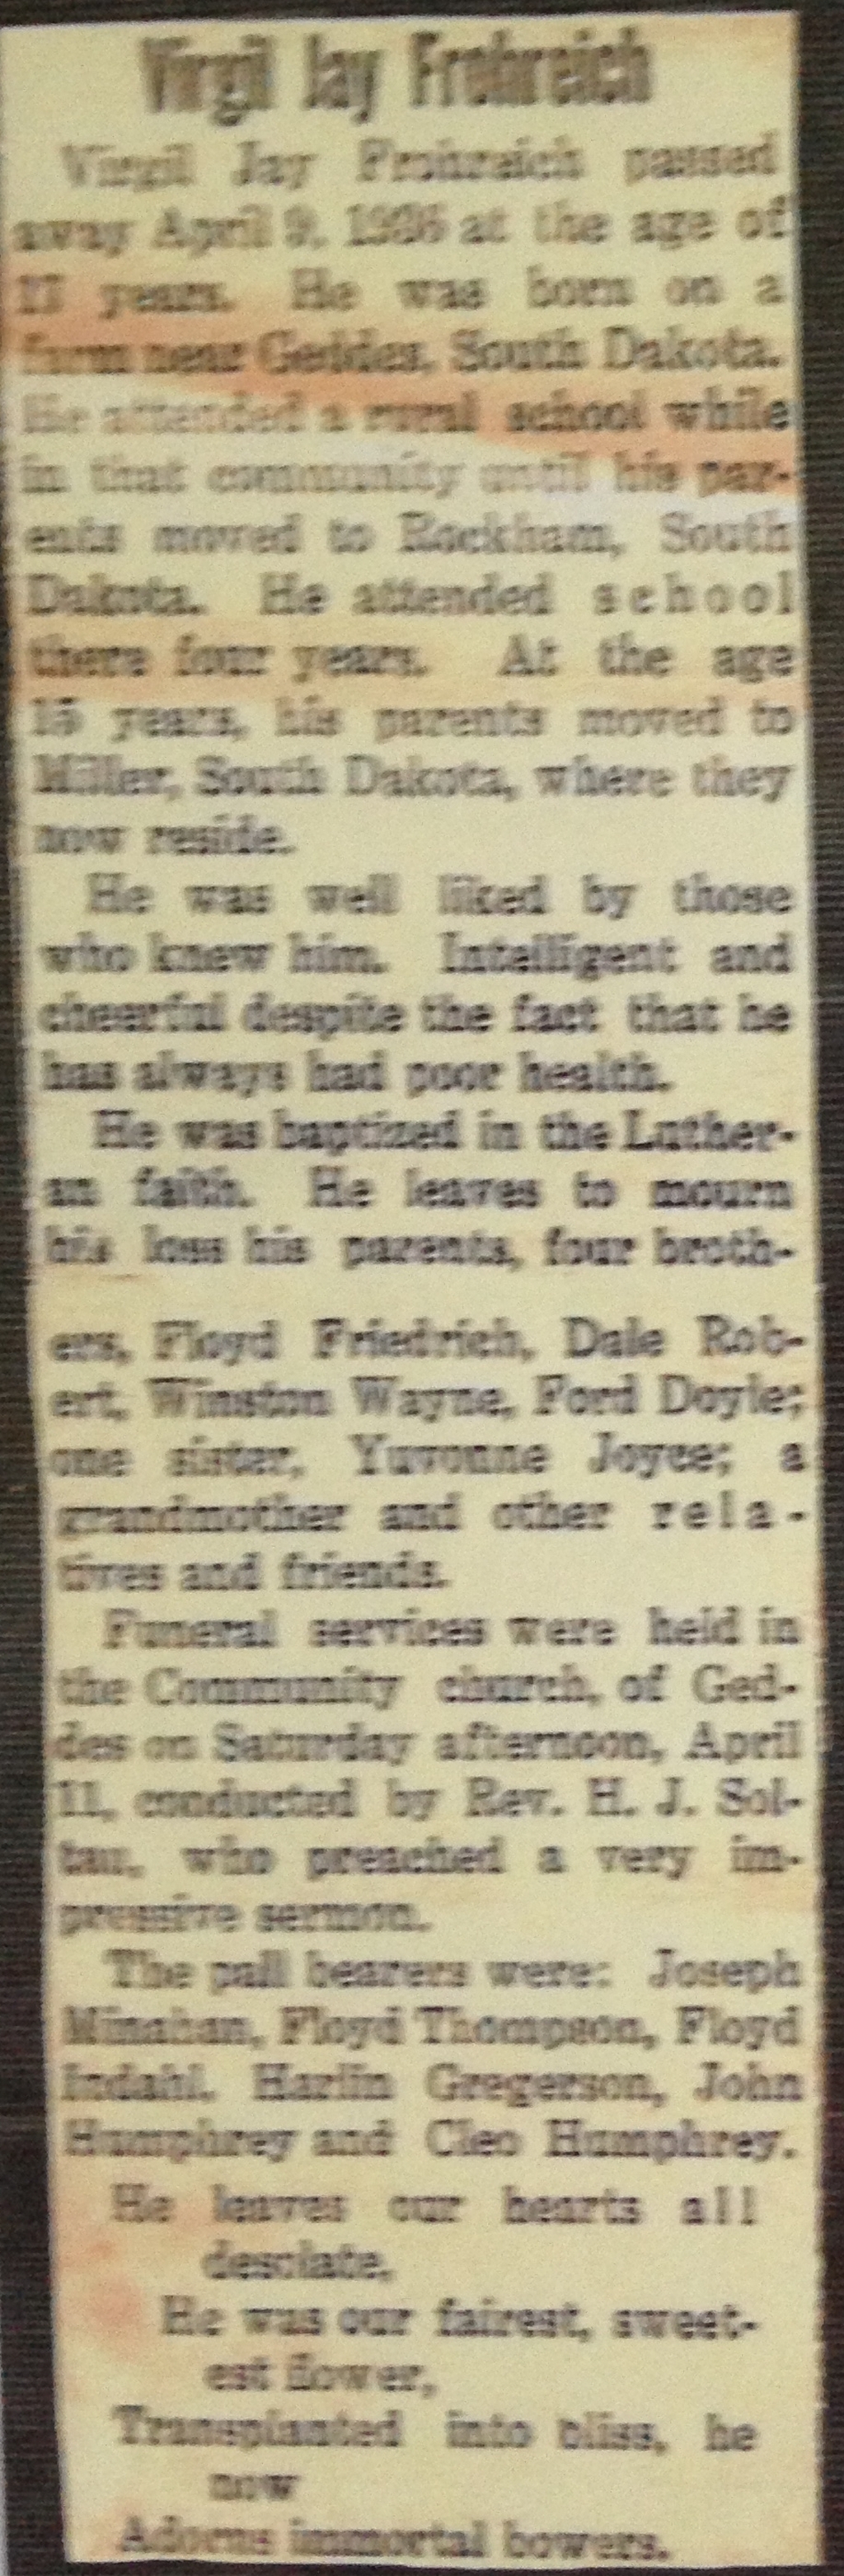 Virgil Jay Frohreich
Virgil Jay Frohreich passed
away April 9, 1936 at the age of
17 years. He was born on a
farm near Geddes, South Dakota.
He attended a rural school while
in that community until his par-
ents moved to Rockham, South
Dakota. He attended school
there four years. At the age
15 years, his parents moved to
Miller, South Dakota, where they
now reside.
He was well liked by those
who knew him. Intelligent and
cheerful despite the fact that he
has always had poor health.
He was baptized in the Luther-
an faith. He leaves to mourn
his loss his parents, four broth-
ers, Floyd Friedrich, Dale Rob-
ert, Winston Wayne, Ford Doyle;
one sister, Yuvonne Joyce; a
grandmother and other rela-
tives and friends.
Funeral services were held in
the Community church, of Ged-
des on Saturday afternoon, April
11, conducted by Rev. H. J. Sol-
tau, who preached a very im-
pressive sermon.
The pall bearers were: Joseph
Minahan, Floyd Thompson, Floyd
Indahl, Harlin Gregerson, John
Humphrey and Cleo Humphrey.
He leaves our hearts all
desolate,
He was our fairest, sweet-
est flower,
Transplanted into bliss, he
now
Adorns immortal bowers.